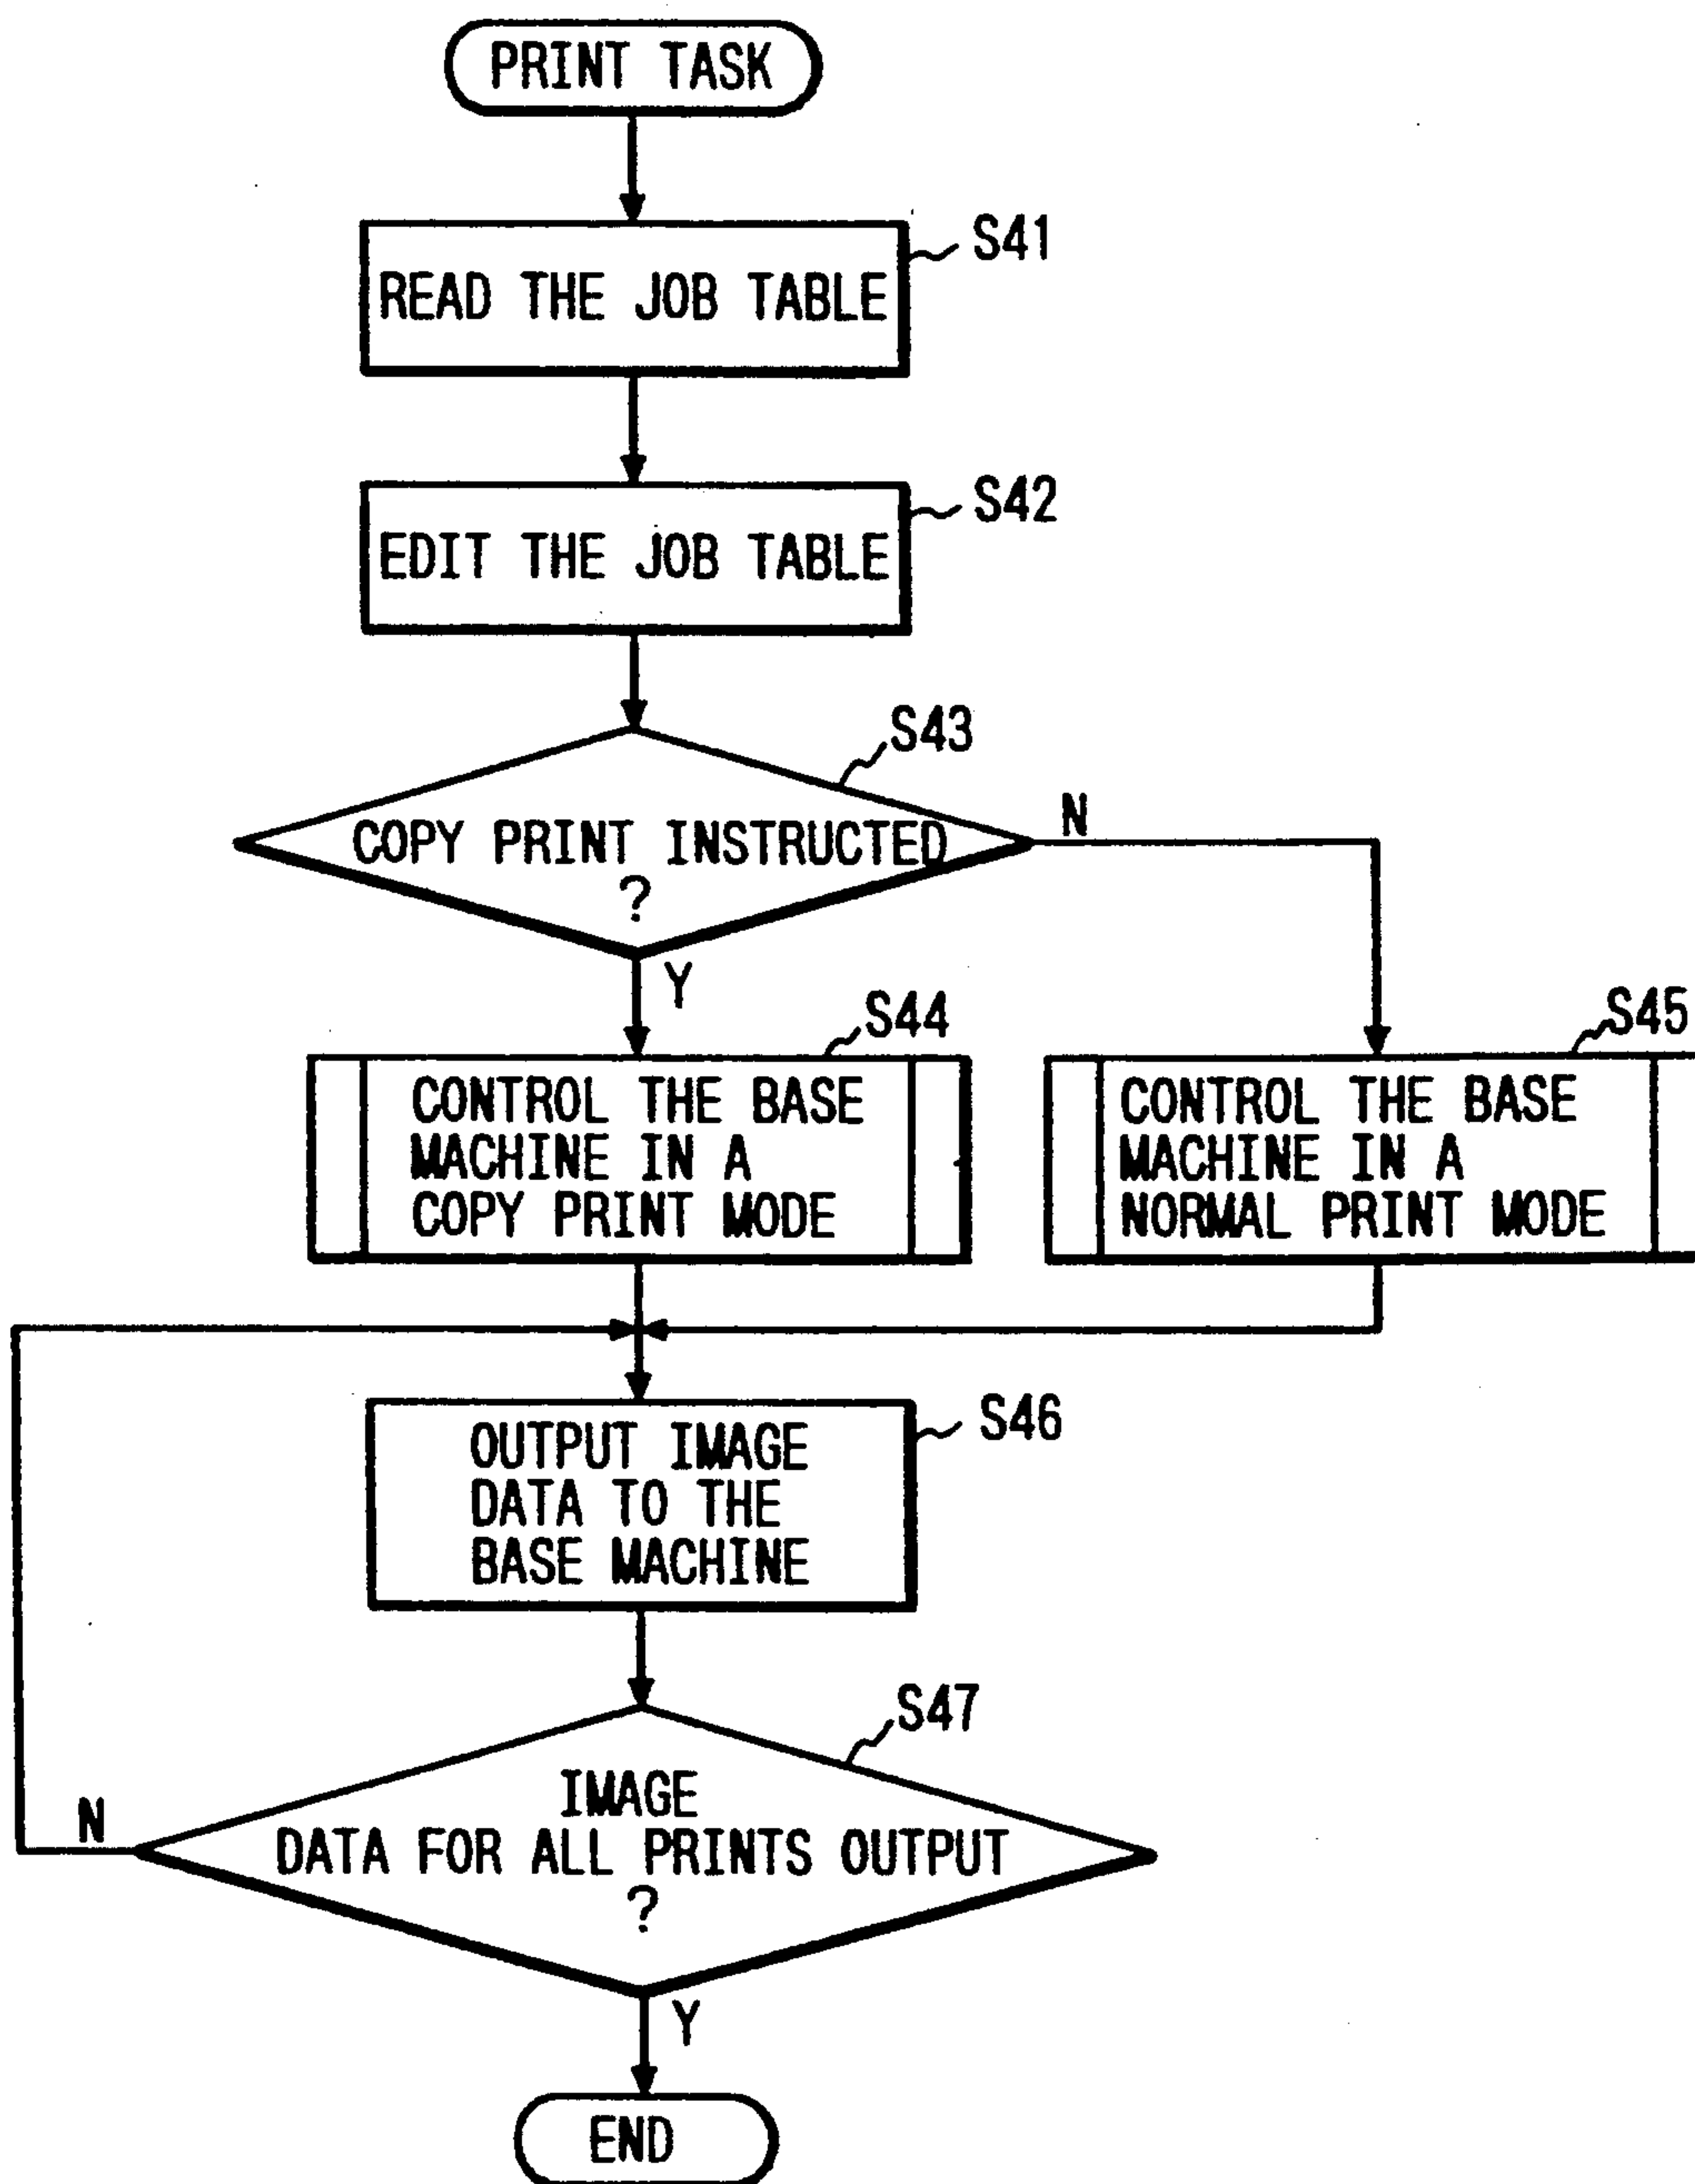 PRINT TASK
S41
READ THE JOB TABLE
S42
EDIT THE JOB TABLE
S43
COPY PRINT INSTRUCTED
?
N
Y
S44
CONTROL THE BASE
MACHINE IN A
COPY PRINT MODE
S45
CONTROL THE BASE
MACHINE IN A
NORMAL PRINT MODE
S46
OUTPUT IMAGE
DATA TO THE
BASE MACHINE
S47
IMAGE
DATA FOR ALL PRINTS OUTPUT
?
N
Y
END